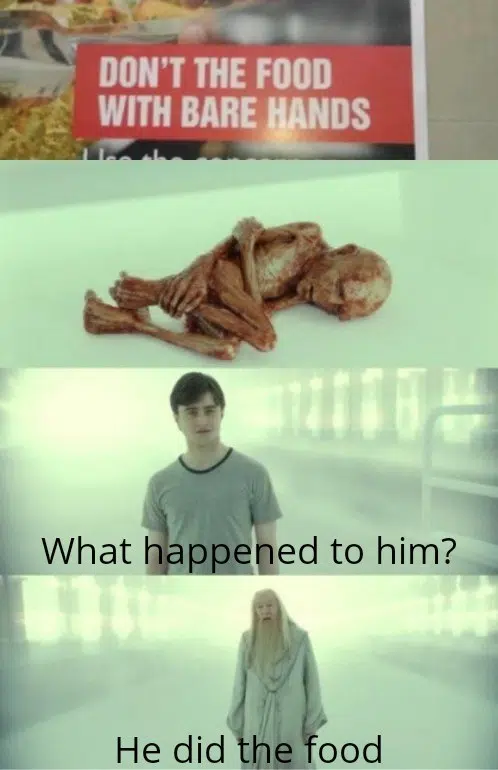 DON'T THE FOOD
WITH BARE HANDS
What happened to him?
He did the food